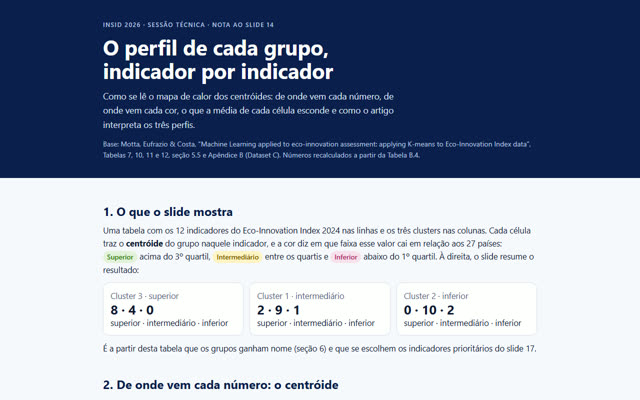 INSID 2026 · SESSÃO TÉCNICA · NOTA AO SLIDE 14
O perfil de cada grupo,
indicador por indicador
Como se lê o mapa de calor dos centróides: de onde vem cada número, de
onde vem cada cor, o que a média de cada célula esconde e como o artigo
interpreta os três perfis.
Base: Motta, Eufrazio & Costa, "Machine Learning applied to eco-innovation assessment: applying K-means to Eco-Innovation Index data",
Tabelas 7, 10, 11 e 12, seção 5.5 e Apêndice B (Dataset C). Números recalculados a partir da Tabela B.4.
1. O que o slide mostra
Uma tabela com os 12 indicadores do Eco-Innovation Index 2024 nas linhas e os três clusters nas colunas. Cada célula
traz o centróide do grupo naquele indicador, e a cor diz em que faixa esse valor cai em relação aos 27 países:
Superior acima do 3º quartil, Intermediário entre os quartis e Inferior abaixo do 1º quartil. À direita, o slide resume o
resultado:
Cluster 3 · superior
8 · 4 · 0
superior · intermediário · inferior
Cluster 1 · intermediário
2 · 9 · 1
superior · intermediário · inferior
Cluster 2 · inferior
0 · 10 · 2
superior · intermediário · inferior
É a partir desta tabela que os grupos ganham nome (seção 6) e que se escolhem os indicadores prioritários do slide 17.
2. De onde vem cada número: o centróide